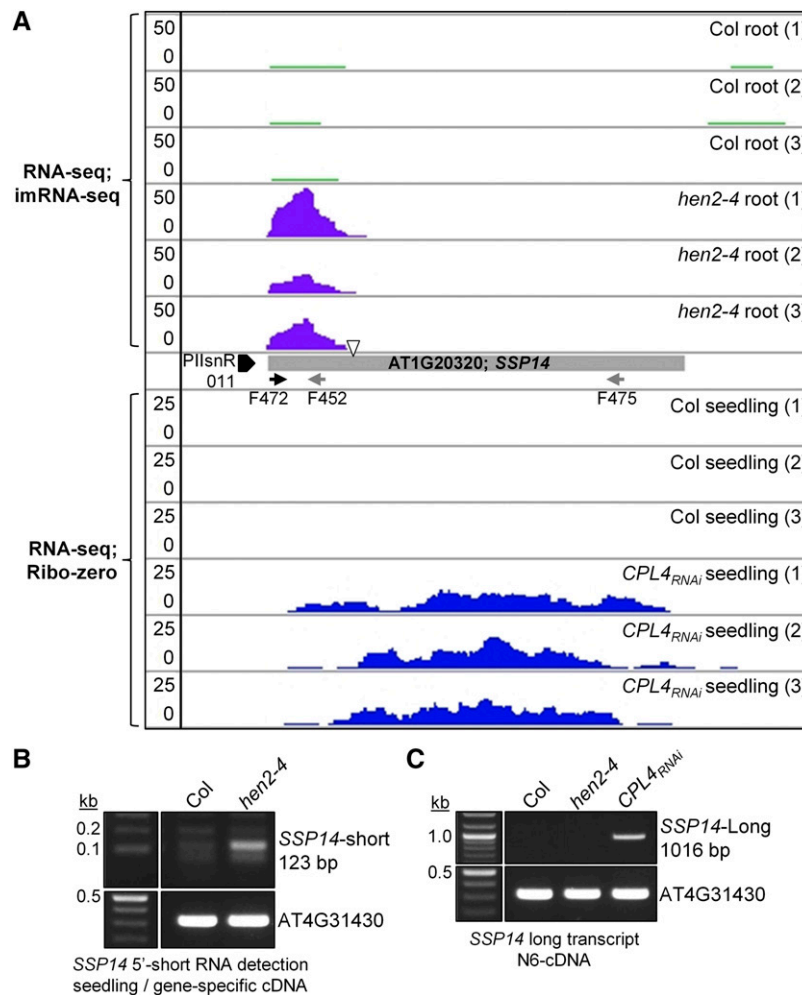 A
50
0
Col root (1)
50
0
Col root (2)
50
0
Col root (3)
RNA-seq;
imRNA-seq
50
0
hen2-4 root (1)
50
0
hen2-4 root (2)
50
0
hen2-4 root (3)
PIIsnR
011
AT1G20320; SSP14
F472
F452
F475
25
0
Col seedling (1)
25
0
Col seedling (2)
25
0
Col seedling (3)
RNA-seq;
Ribo-zero
25
0
CPL4RNAi seedling (1)
25
0
CPL4RNAi seedling (2)
25
0
CPL4RNAi seedling (3)
B
kb
Col
hen2-4
0.2
0.1
SSP14-short
123 bp
0.5
AT4G31430
SSP14 5'-short RNA detection
seedling / gene-specific cDNA
C
kb
Col
hen2-4
CPL4RNAi
1.0
SSP14-Long
1016 bp
0.5
AT4G31430
SSP14 long transcript
N6-cDNA